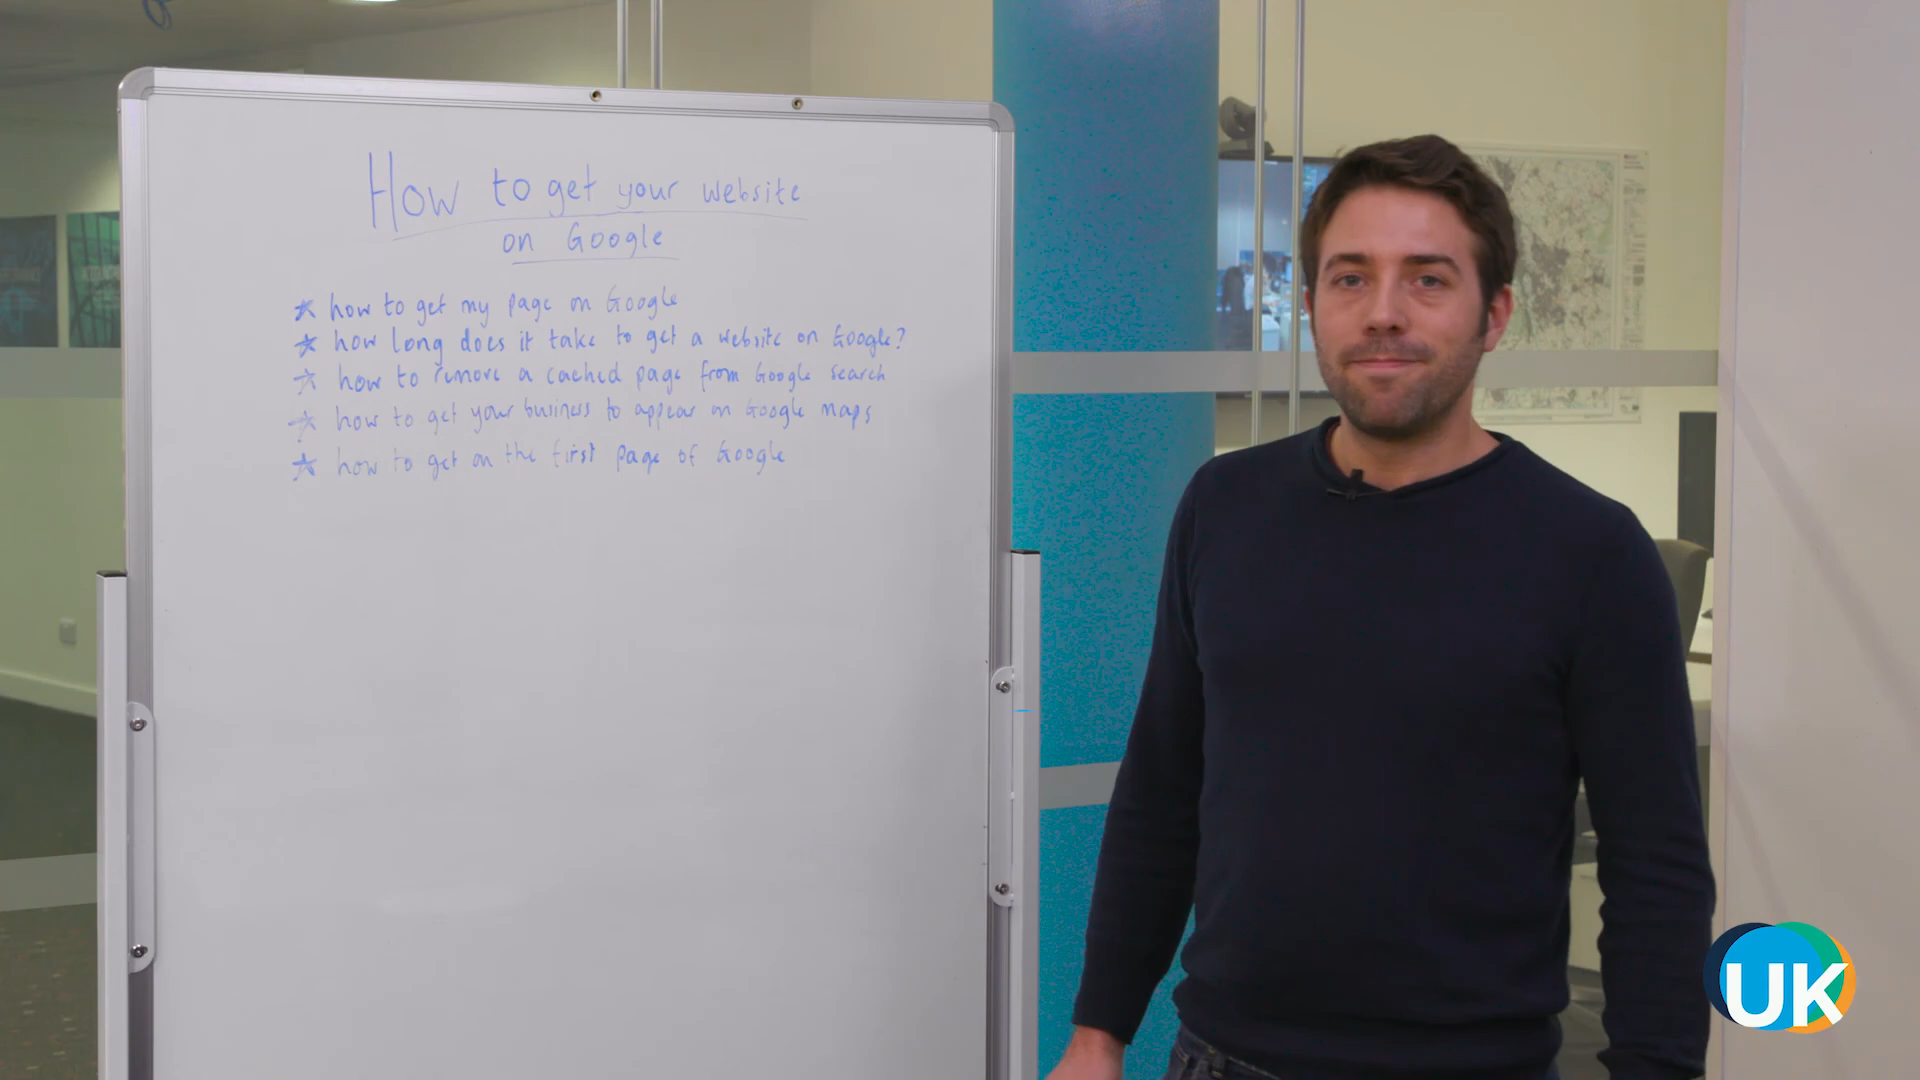 How to get your website
on Google
how to get my page on Google
how long does it take to get a website on Google?
how to remove a cached page from Google search
how to get your business to appear on Google maps
how to get on the first page of Google
UK